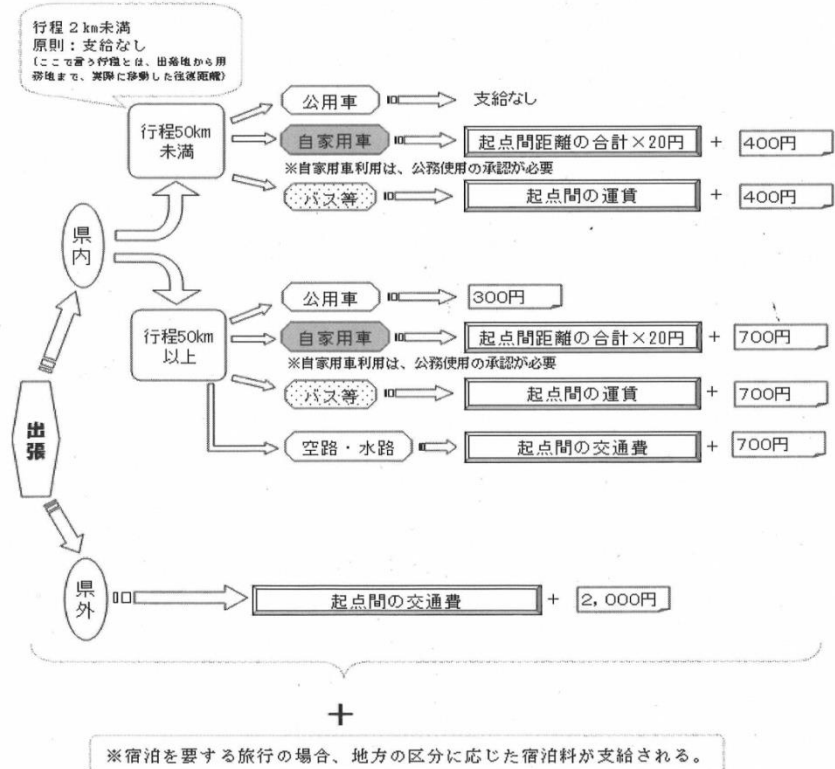 行程2km未満
原則：支給なし
（ここで言う行程とは、出発地から用
務地まで、実際に移動した往復距離）
行程50km
未満
公用車
支給なし
自家用車
起点間距離の合計×20円
+
400円
※自家用車利用は、公務使用の承認が必要
バス等
起点間の運賃
+
400円
県
内
行程50km
以上
公用車
300円
自家用車
起点間距離の合計×20円
+
700円
※自家用車利用は、公務使用の承認が必要
バス等
起点間の運賃
+
700円
空路・水路
起点間の交通費
+
700円
出
張
県
外
起点間の交通費
+
2,000円
+
※宿泊を要する旅行の場合、地方の区分に応じた宿泊料が支給される。